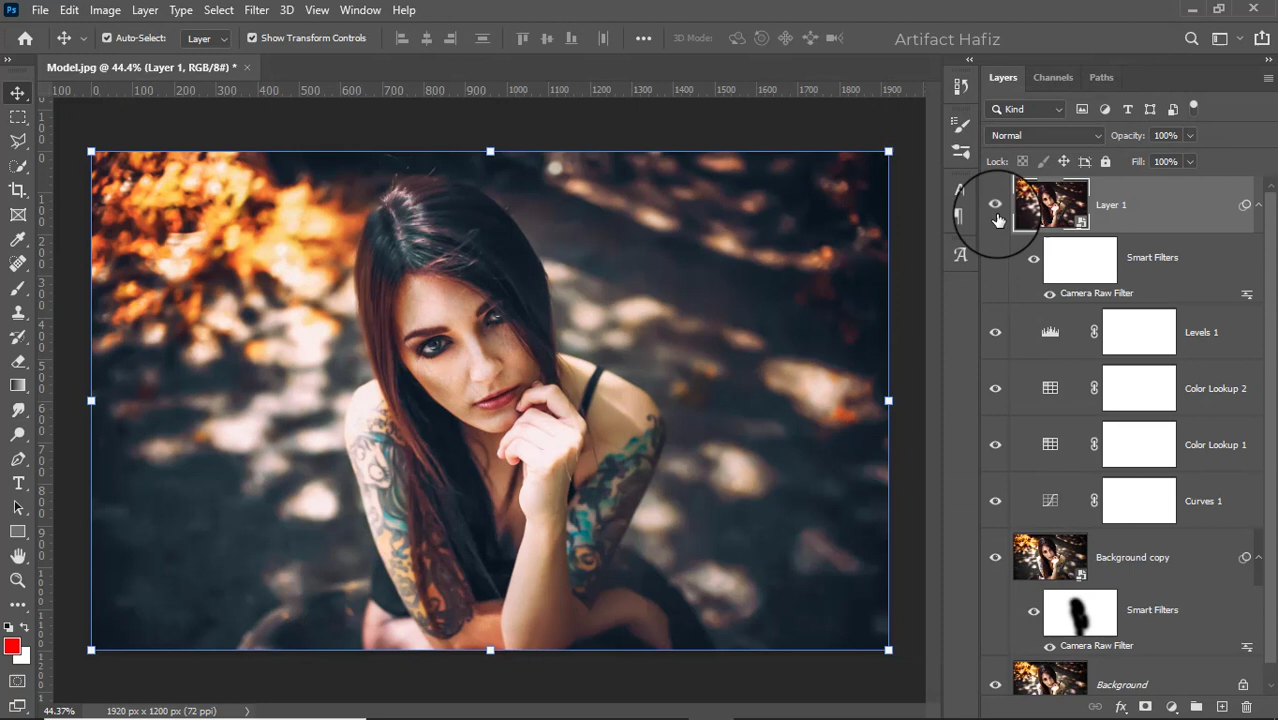 Ps File Edit Image Layer Type Select Filter 3D View Window Help
Auto-Select: Layer Show Transform Controls 3D Mode: Artifact Hafiz
Model.jpg @ 44.4% (Layer 1, RGB/8#) *
100 0 100 200 300 400 500 600 700 800 900 1000 1100 1200 1300 1400 1500 1600 1700 1800 1900
Layers Channels Paths
Kind
Normal Opacity: 100%
Lock: Fill: 100%
Layer 1
Smart Filters
Camera Raw Filter
Levels 1
Color Lookup 2
Color Lookup 1
Curves 1
Background copy
Smart Filters
Camera Raw Filter
Background
44.37% 1920 px x 1200 px (72 ppi)